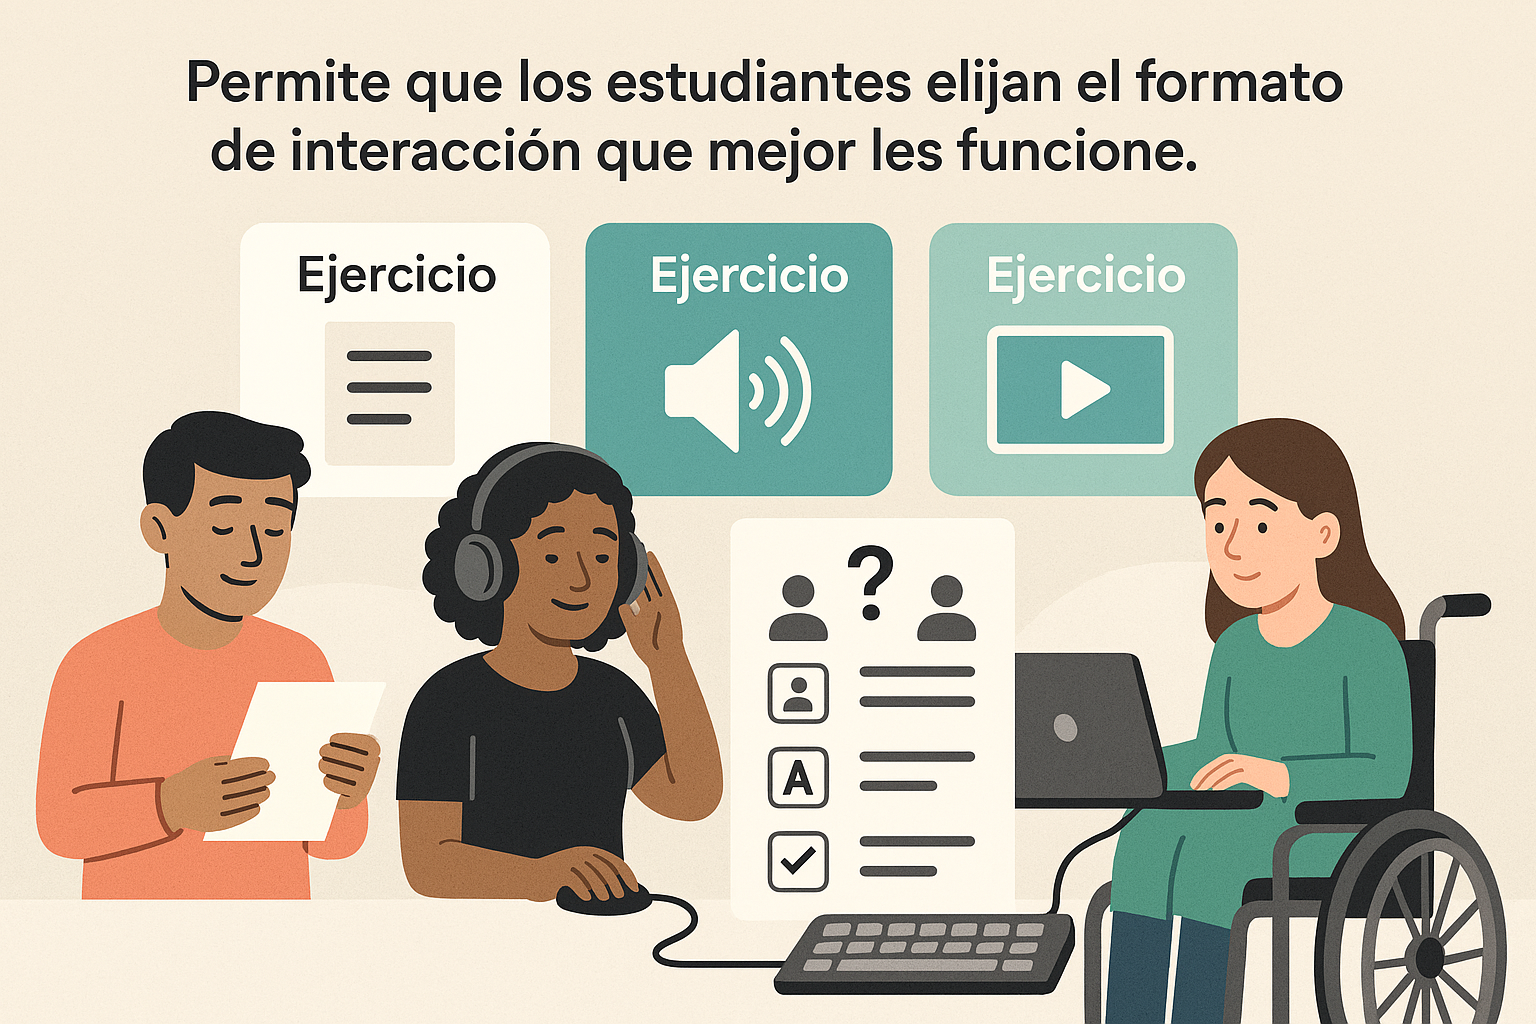 Permite que los estudiantes elijan el formato
de interacción que mejor les funcione.
Ejercicio
Ejercicio
Ejercicio
?
A